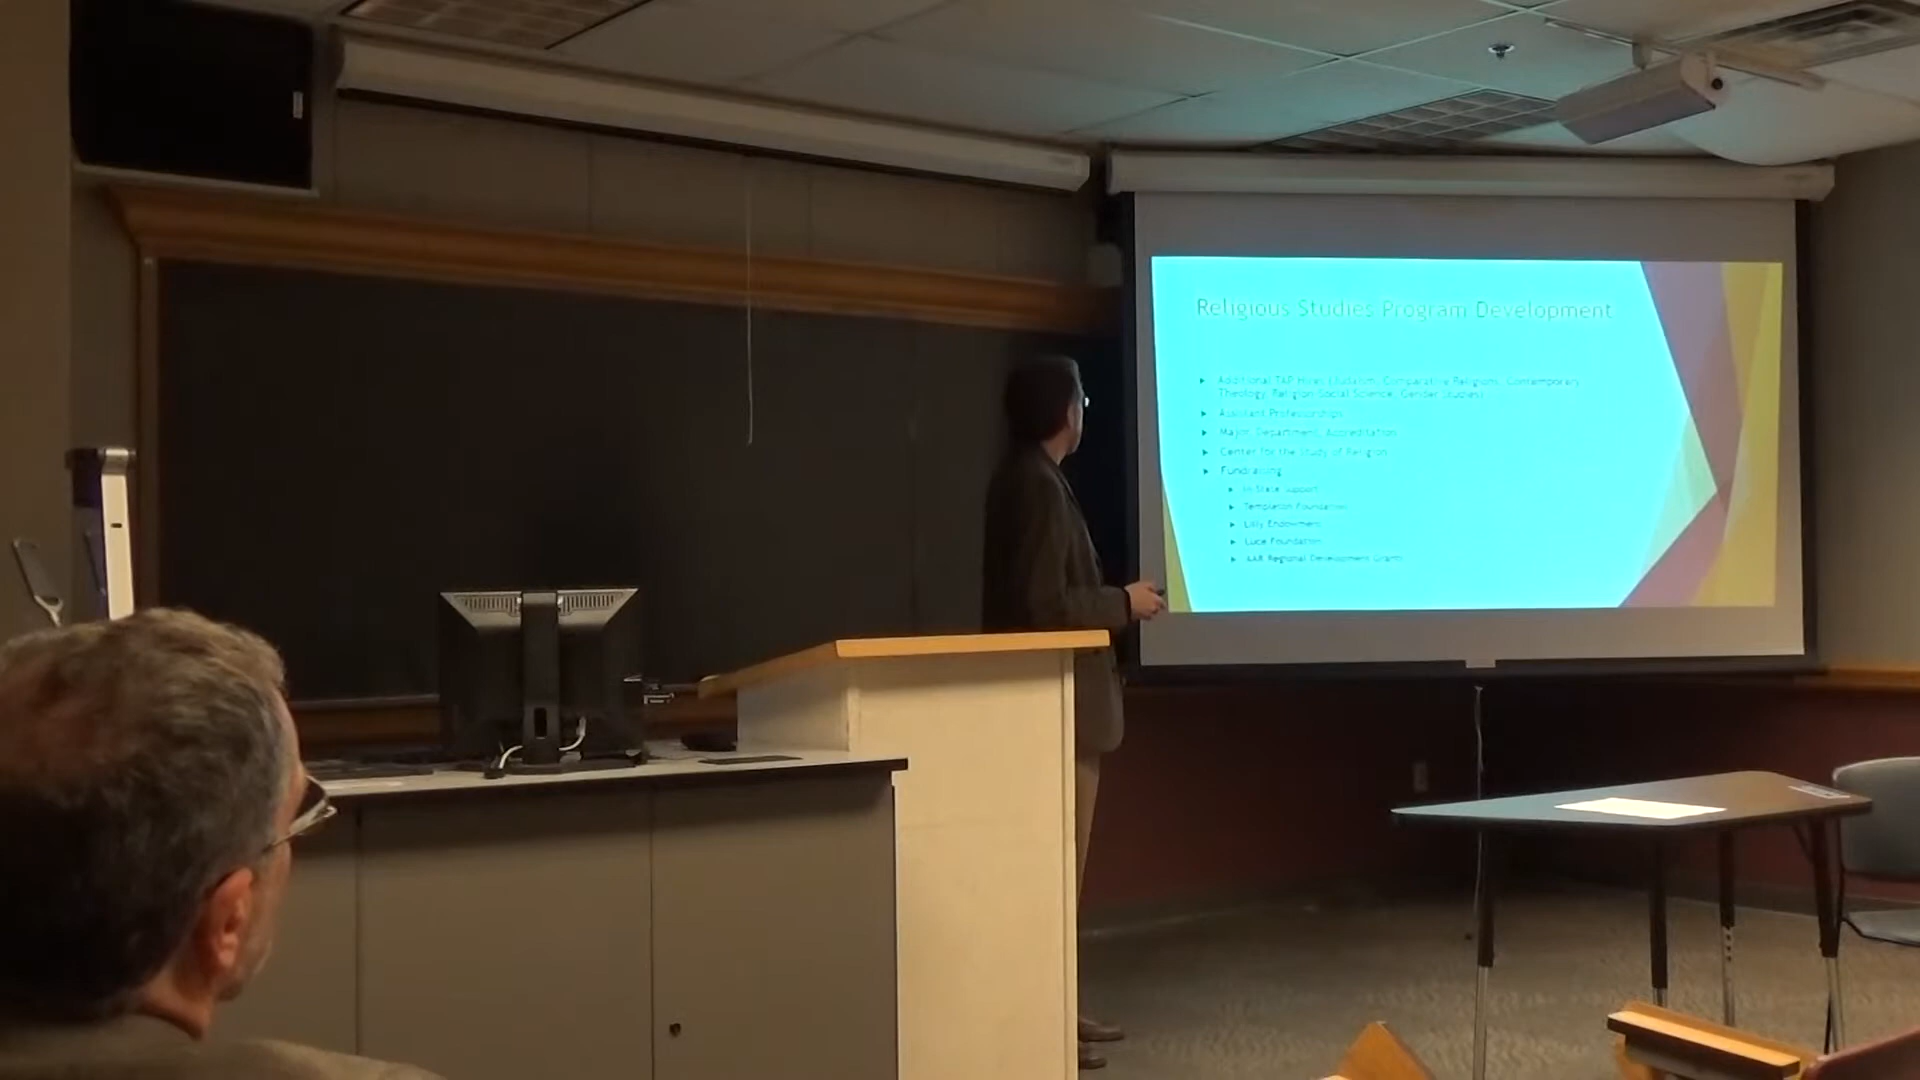 Religious Studies Program Development
Additional TAP Hires (Judaism, Comparative Religions, Contemporary
Theology, Religion Social Science, Gender Studies)
Assistant Professorships
Major, Department, Accreditation
Center for the Study of Religion
Fundraising
In-State Support
Templeton Foundation
Lilly Endowment
Luce Foundation
AAR Regional Development Grants